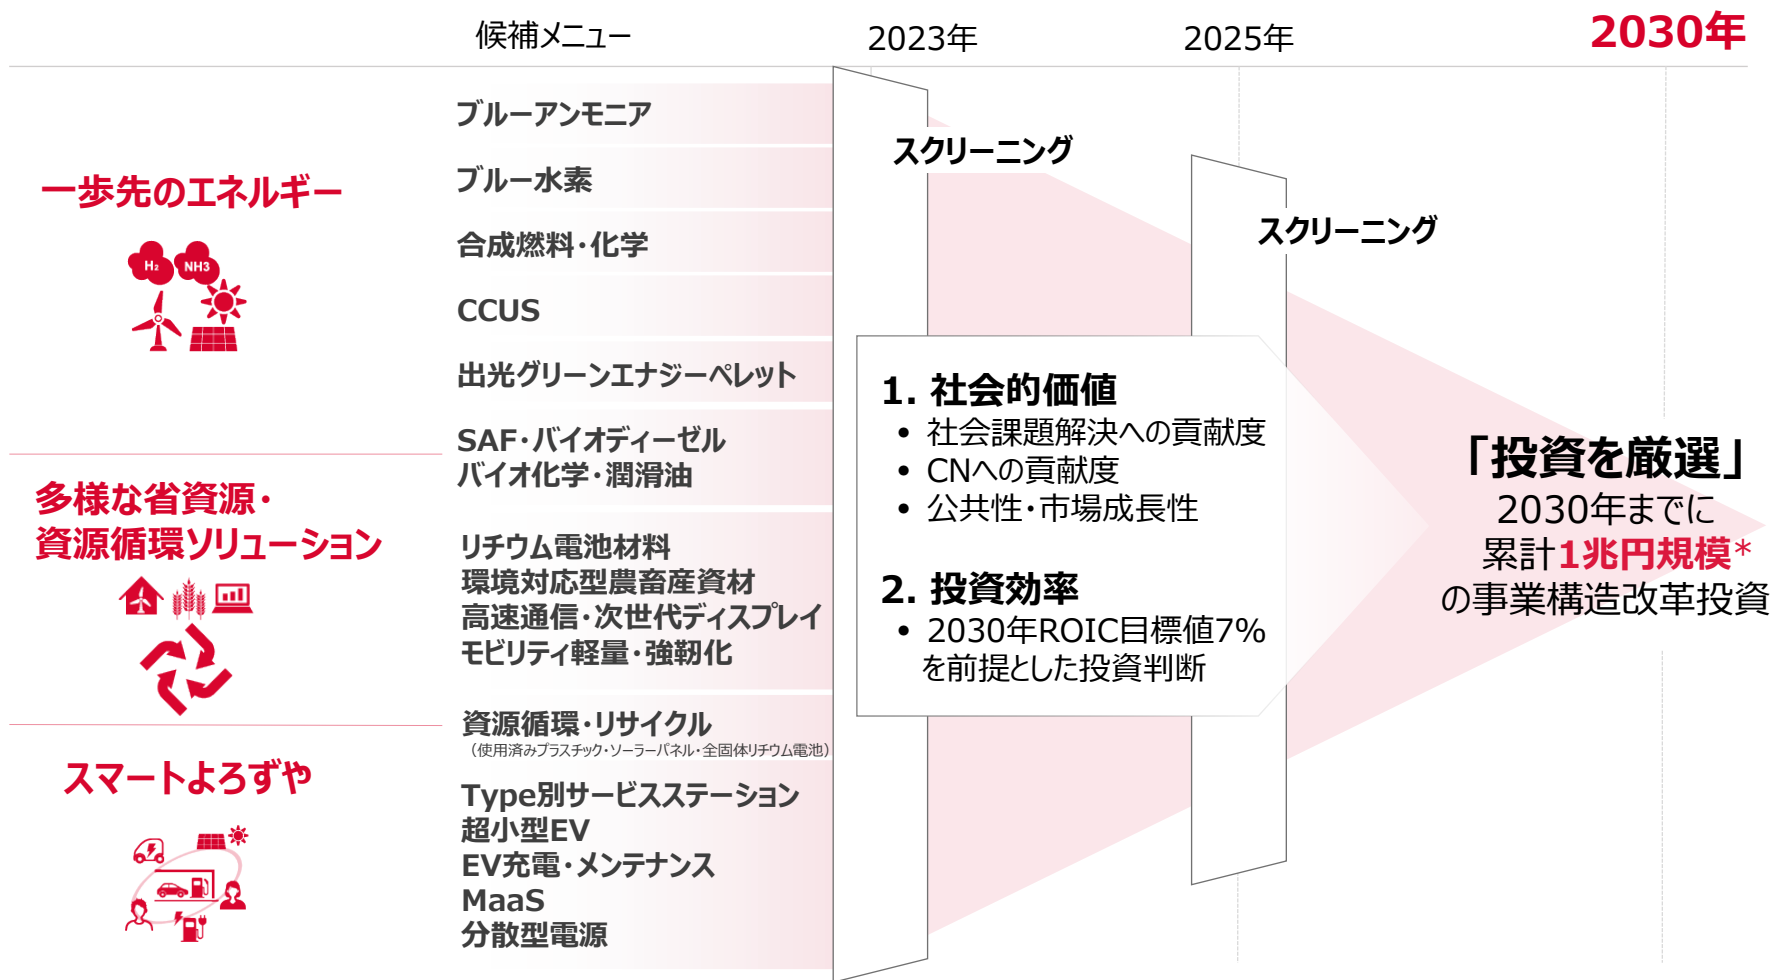 候補メニュー
2023年
2025年
2030年
一歩先のエネルギー
H₂
NH3
多様な省資源・
資源循環ソリューション
スマートよろずや
ブルーアンモニア
ブルー水素
合成燃料・化学
CCUS
出光グリーンエナジーペレット
SAF・バイオディーゼル
バイオ化学・潤滑油
リチウム電池材料
環境対応型農畜産資材
高速通信・次世代ディスプレイ
モビリティ軽量・強靭化
資源循環・リサイクル
（使用済みプラスチック・ソーラーパネル・全固体リチウム電池）
Type別サービスステーション
超小型EV
EV充電・メンテナンス
MaaS
分散型電源
スクリーニング
スクリーニング
1. 社会的価値
• 社会課題解決への貢献度
• CNへの貢献度
• 公共性・市場成長性
2. 投資効率
• 2030年ROIC目標値7%
を前提とした投資判断
「投資を厳選」
2030年までに
累計1兆円規模*
の事業構造改革投資